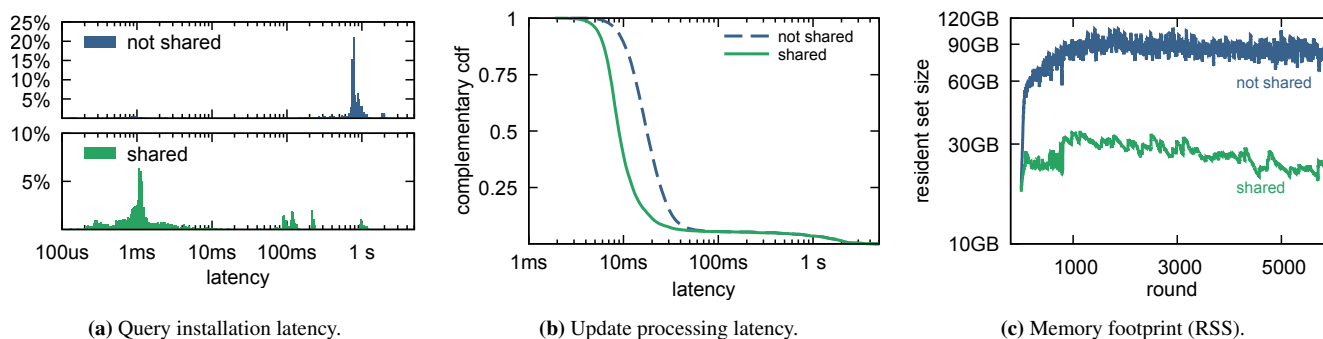 25%
20%
15%
10%
5%
not shared
10%
5%
shared
100us 1ms 10ms 100ms 1 s
latency
(a) Query installation latency.
complementary cdf
1
0.75
0.5
0.25
not shared
shared
1ms 10ms 100ms 1 s
latency
(b) Update processing latency.
resident set size
120GB
90GB
60GB
30GB
10GB
not shared
shared
1000 3000 5000
round
(c) Memory footprint (RSS).